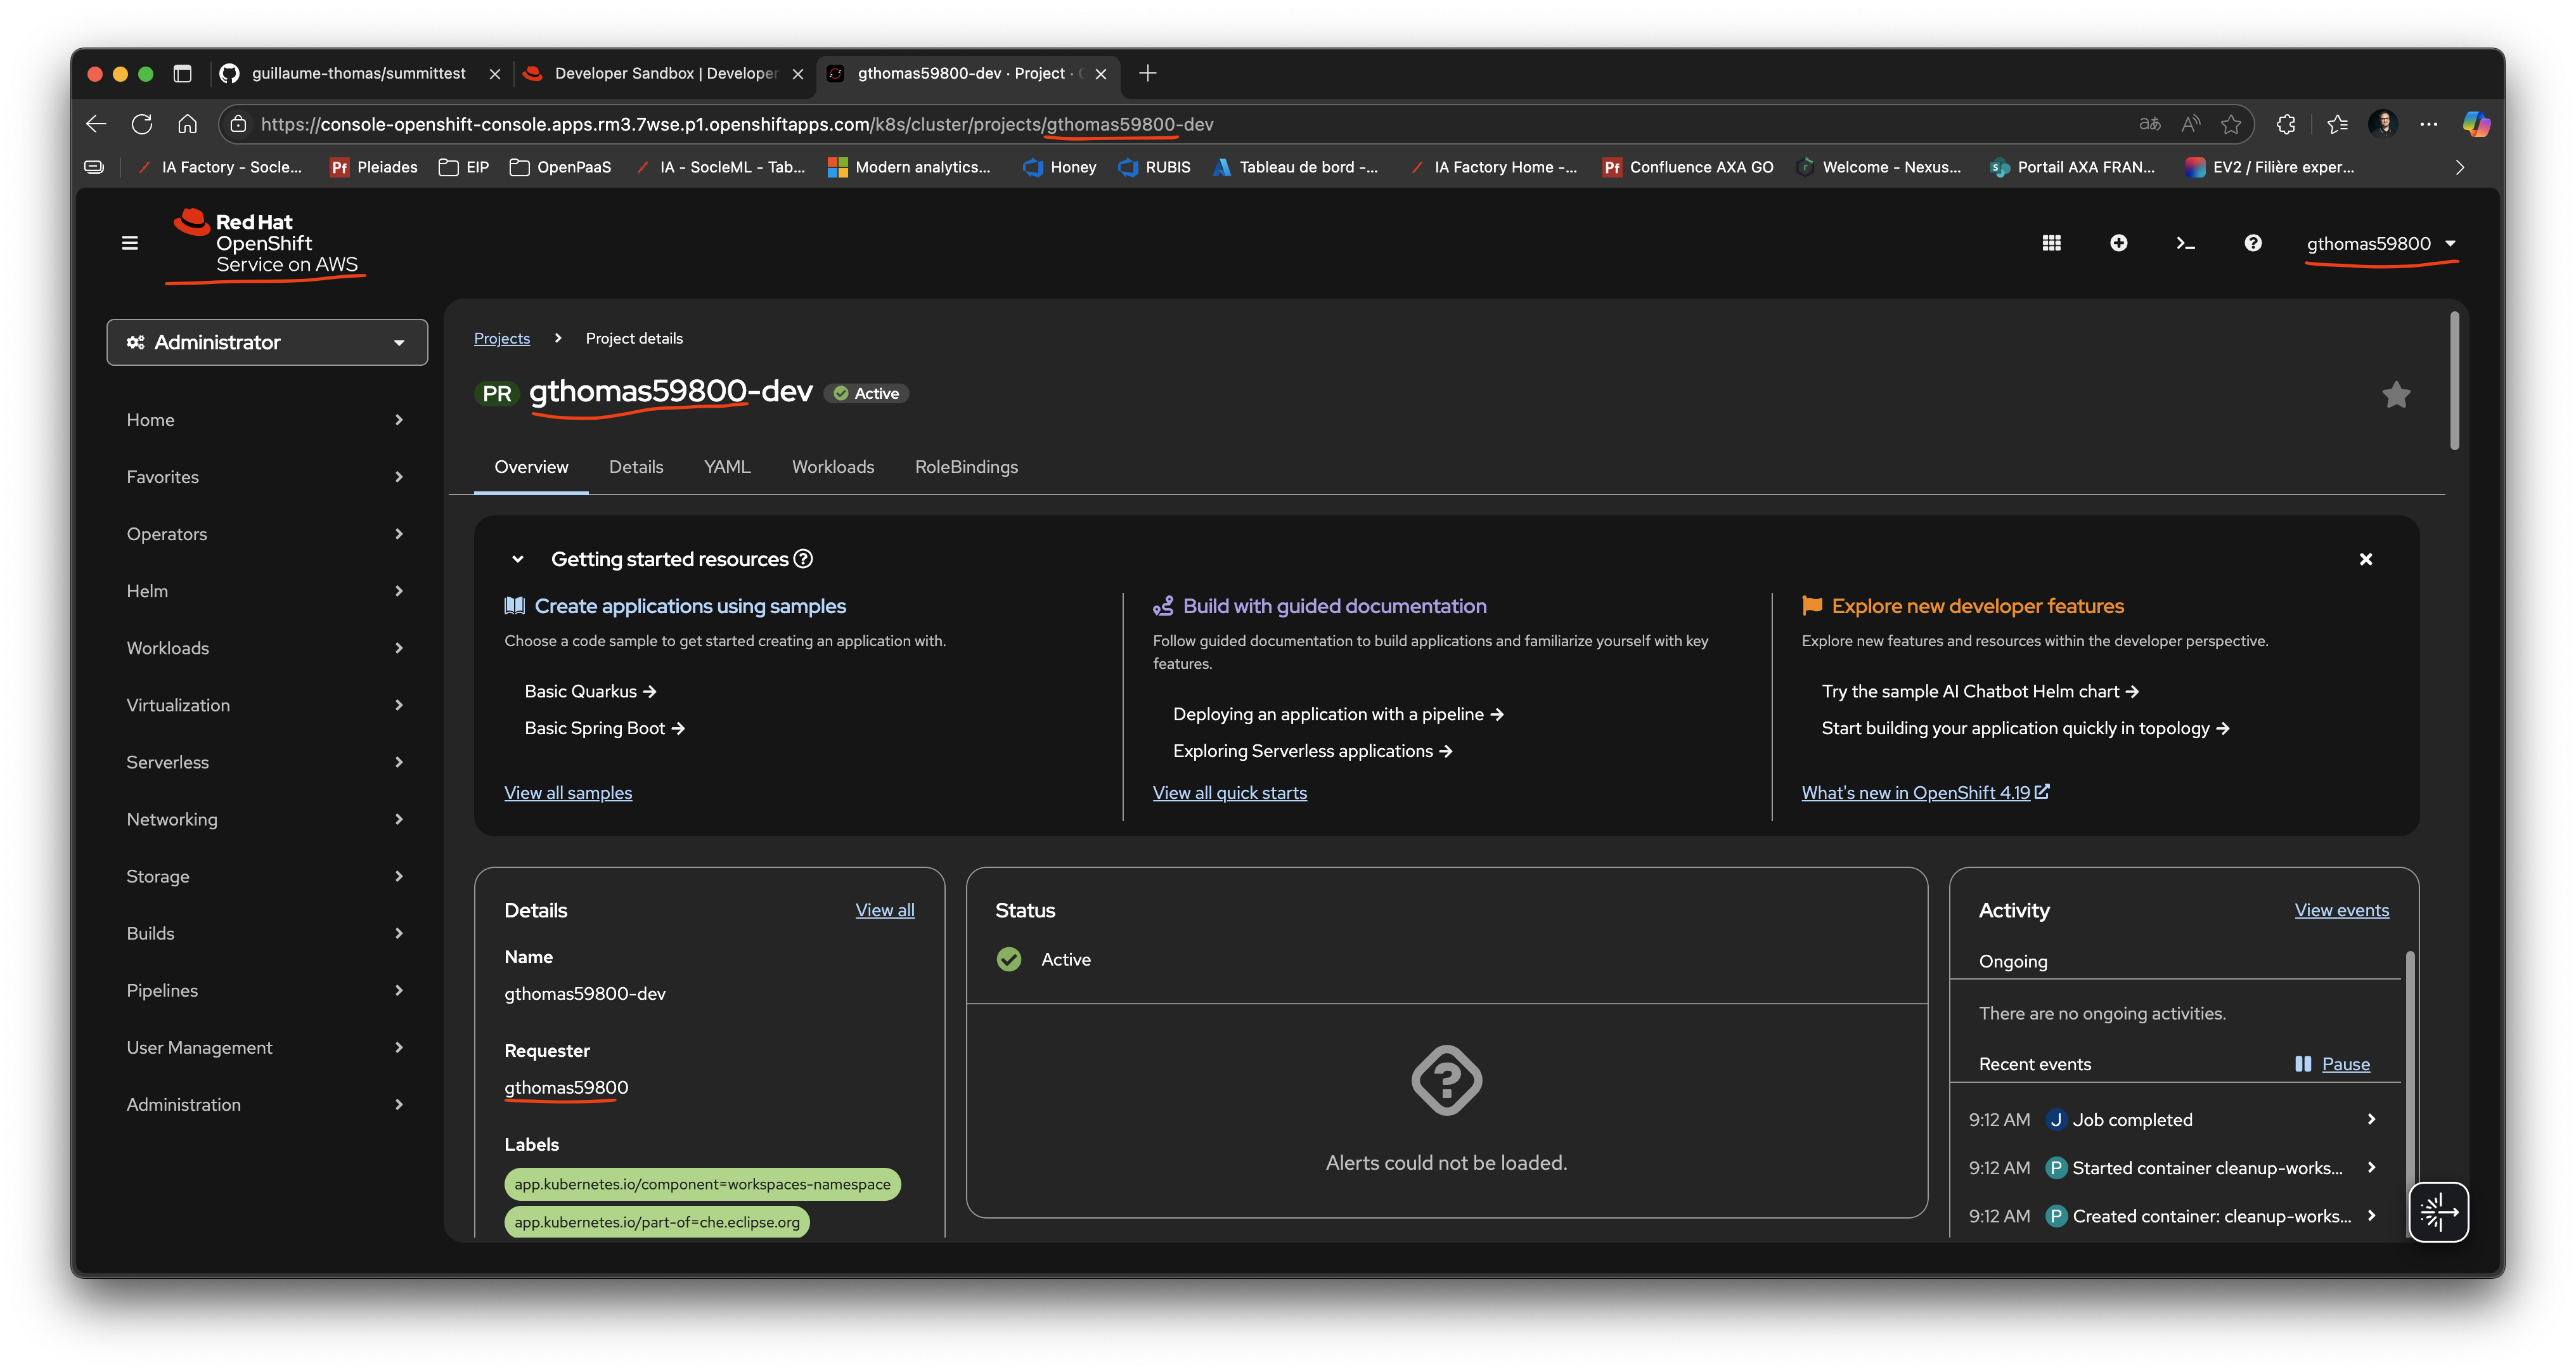 guillaume-thomas/summittest
Developer Sandbox | Developer
gthomas59800-dev · Project ·
https://console-openshift-console.apps.rm3.7wse.p1.openshiftapps.com/k8s/cluster/projects/gthomas59800-dev
IA Factory - Socle...
Pf Pleiades
EIP
OpenPaaS
IA - SocleML - Tab...
Modern analytics...
Honey
RUBIS
Tableau de bord -...
IA Factory Home -...
Pf Confluence AXA GO
Welcome - Nexus...
Portail AXA FRAN...
EV2 / Filière exper...
Red Hat
OpenShift
Service on AWS
gthomas59800
Administrator
Home
Favorites
Operators
Helm
Workloads
Virtualization
Serverless
Networking
Storage
Builds
Pipelines
User Management
Administration
Projects > Project details
PR gthomas59800-dev Active
Overview Details YAML Workloads RoleBindings
Getting started resources
Create applications using samples
Choose a code sample to get started creating an application with.
Basic Quarkus →
Basic Spring Boot →
View all samples
Build with guided documentation
Follow guided documentation to build applications and familiarize yourself with key
features.
Deploying an application with a pipeline →
Exploring Serverless applications →
View all quick starts
Explore new developer features
Explore new features and resources within the developer perspective.
Try the sample AI Chatbot Helm chart →
Start building your application quickly in topology →
What's new in OpenShift 4.19
Details View all
Name
gthomas59800-dev
Requester
gthomas59800
Labels
app.kubernetes.io/component=workspaces-namespace
app.kubernetes.io/part-of=che.eclipse.org
Status
Active
Alerts could not be loaded.
Activity View events
Ongoing
There are no ongoing activities.
Recent events Pause
9:12 AM J Job completed
9:12 AM P Started container cleanup-works...
9:12 AM P Created container: cleanup-works...